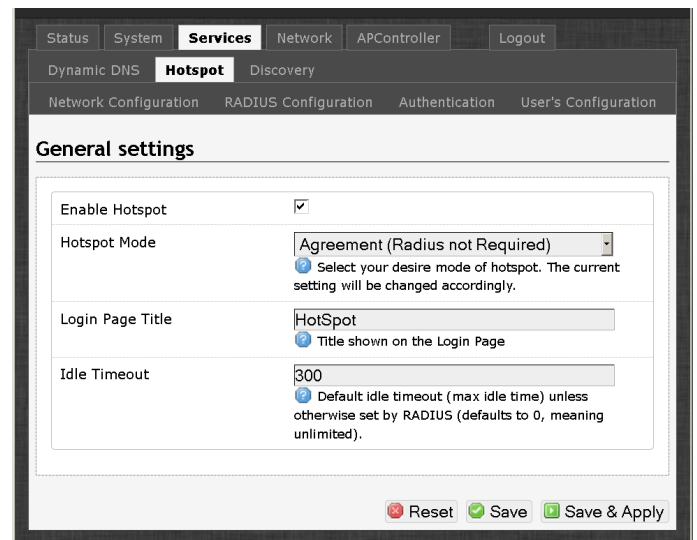 Status System Services Network APController Logout
Dynamic DNS Hotspot Discovery
Network Configuration RADIUS Configuration Authentication User's Configuration
General settings
Enable Hotspot
Hotspot Mode Agreement (Radius not Required)
Select your desire mode of hotspot. The current
setting will be changed accordingly.
Login Page Title HotSpot
Title shown on the Login Page
Idle Timeout 300
Default idle timeout (max idle time) unless
otherwise set by RADIUS (defaults to 0, meaning
unlimited).
Reset Save Save & Apply